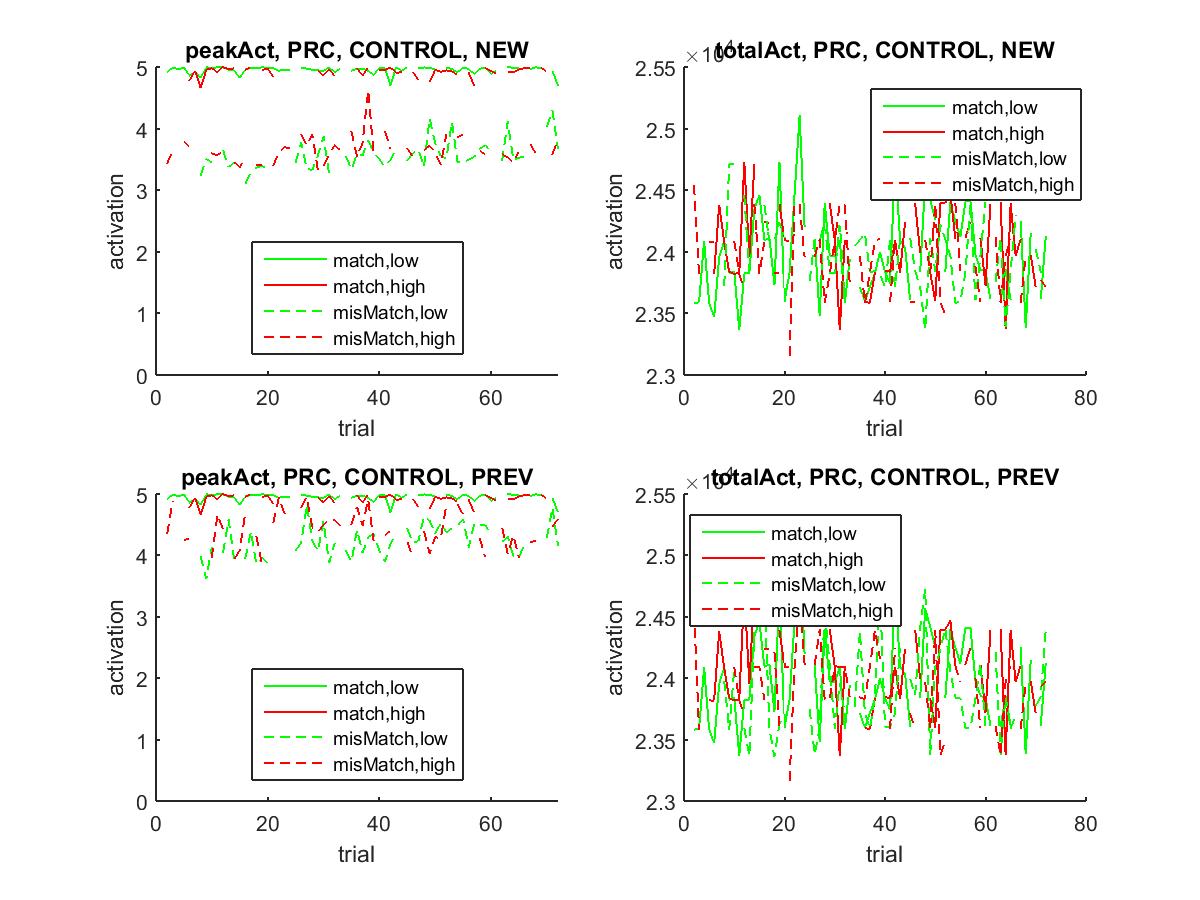 peakAct, PRC, CONTROL, NEW
5
4
3
2
1
0
activation
match,low
match,high
misMatch,low
misMatch,high
0 20 40 60
trial
×10^4
totalAct, PRC, CONTROL, NEW
2.55
2.5
2.45
2.4
2.35
2.3
activation
match,low
match,high
misMatch,low
misMatch,high
0 20 40 60 80
trial
peakAct, PRC, CONTROL, PREV
5
4
3
2
1
0
activation
match,low
match,high
misMatch,low
misMatch,high
0 20 40 60
trial
×10^4
totalAct, PRC, CONTROL, PREV
2.55
2.5
2.45
2.4
2.35
2.3
activation
match,low
match,high
misMatch,low
misMatch,high
0 20 40 60 80
trial